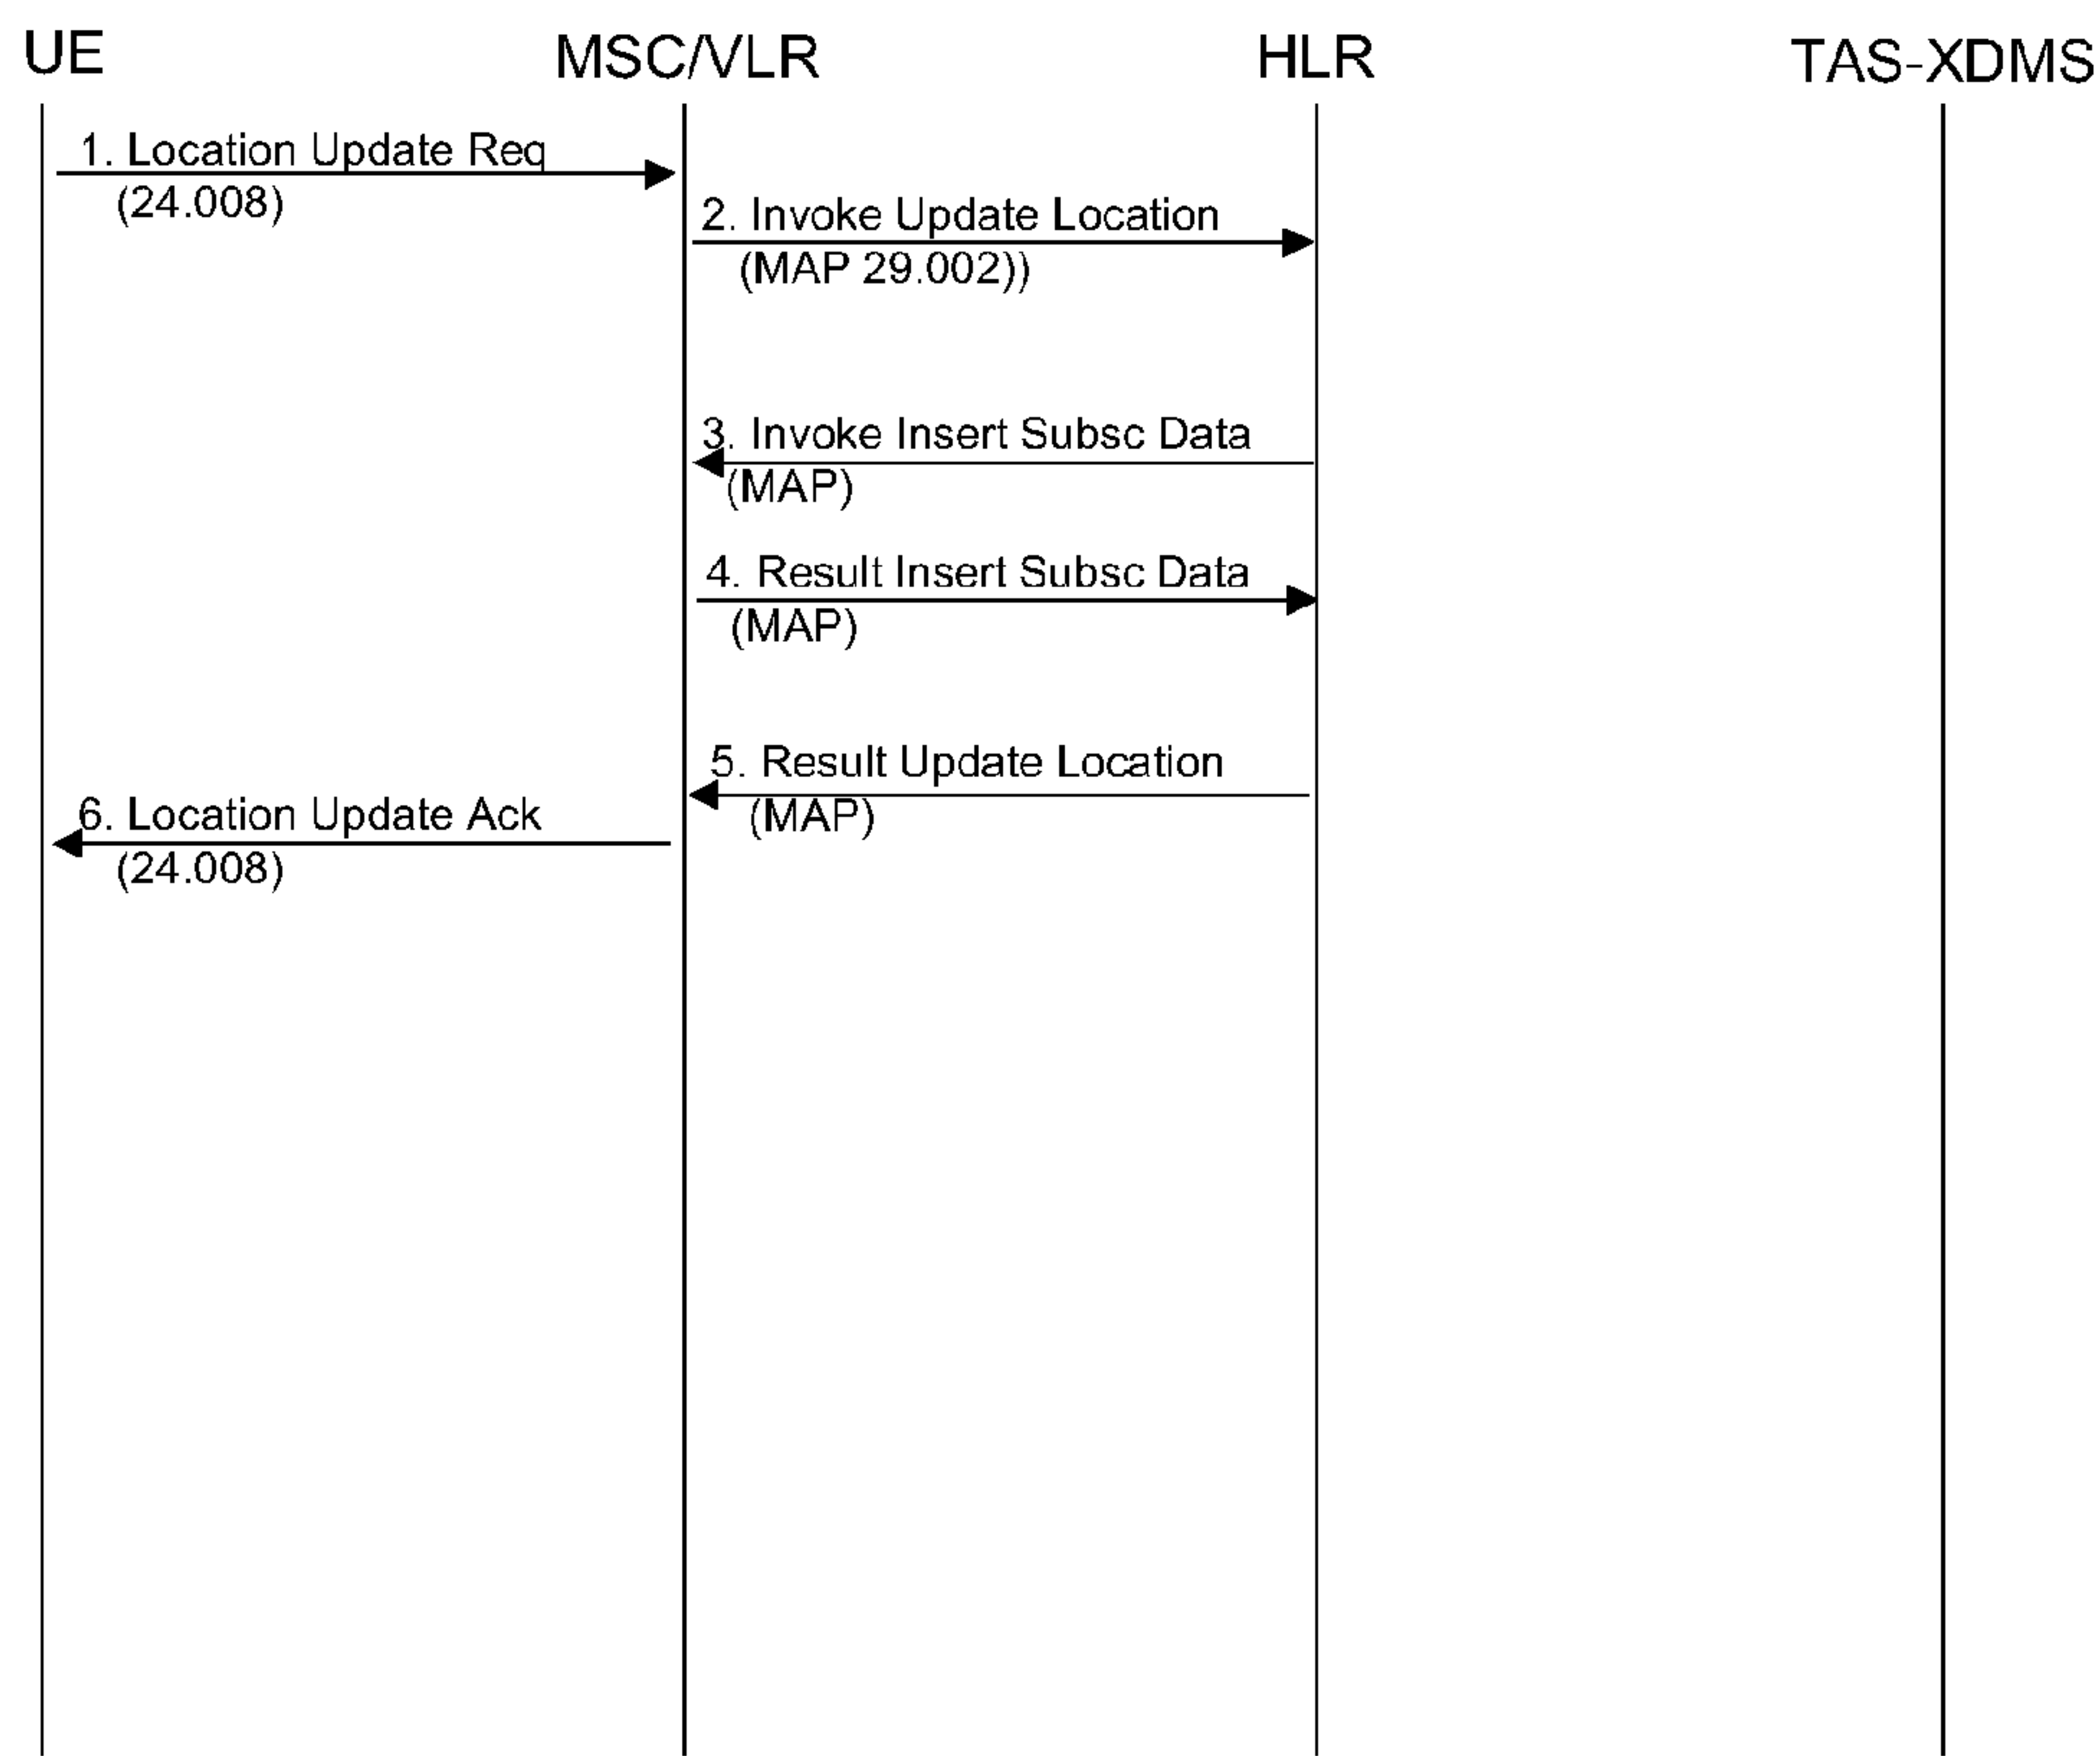 UE MSC/VLR HLR TAS-XDMS
1. Location Update Req
(24.008)
2. Invoke Update Location
(MAP 29.002))
3. Invoke Insert Subsc Data
(MAP)
4. Result Insert Subsc Data
(MAP)
5. Result Update Location
(MAP)
6. Location Update Ack
(24.008)